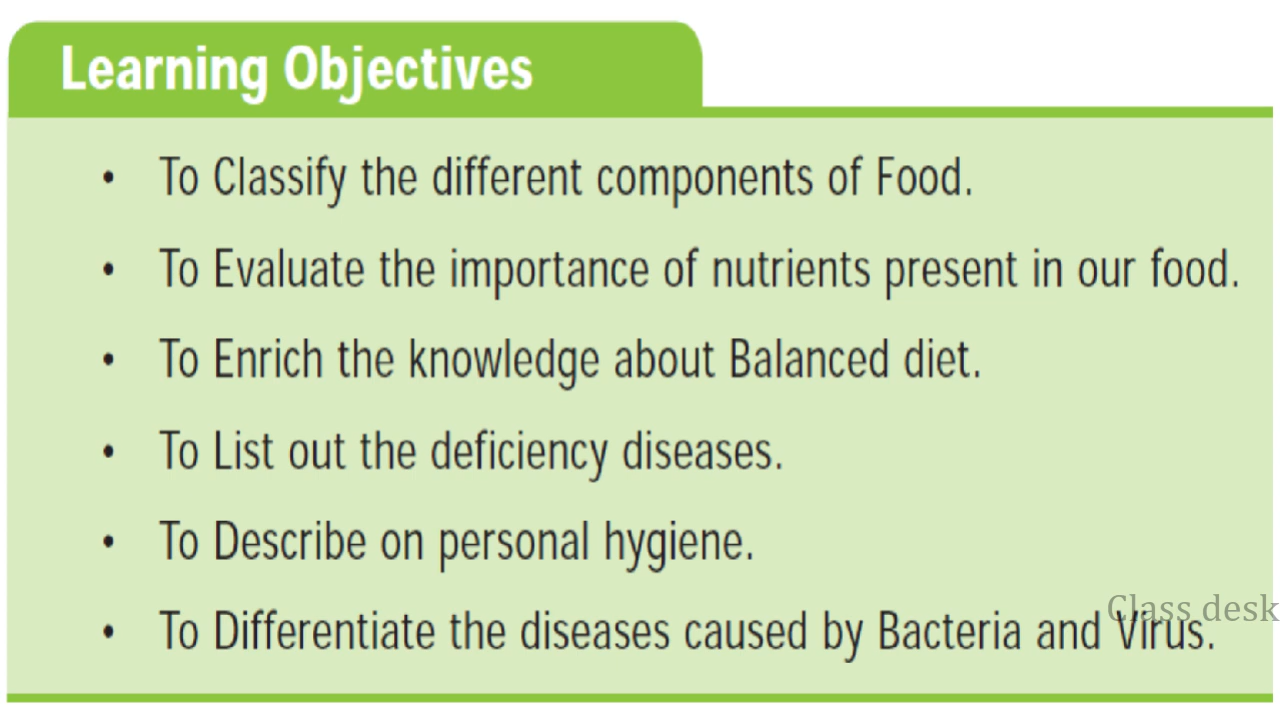 Learning Objectives
• To Classify the different components of Food.
• To Evaluate the importance of nutrients present in our food.
• To Enrich the knowledge about Balanced diet.
• To List out the deficiency diseases.
• To Describe on personal hygiene.
Class desk
• To Differentiate the diseases caused by Bacteria and Virus.